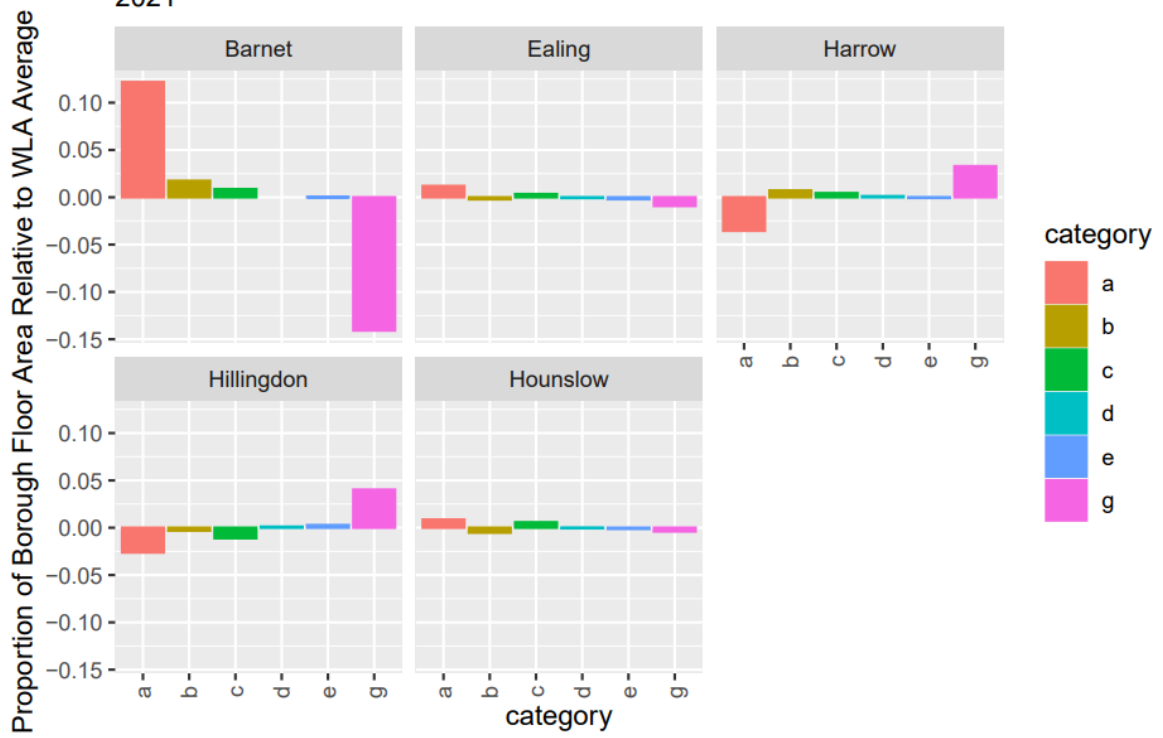 2021
Proportion of Borough Floor Area Relative to WLA Average
Barnet
Ealing
Harrow
0.10
0.05
0.00
−0.05
−0.10
−0.15
a b c d e g
Hillingdon
Hounslow
0.10
0.05
0.00
−0.05
−0.10
−0.15
a b c d e g
a b c d e g
category
category
a
b
c
d
e
g